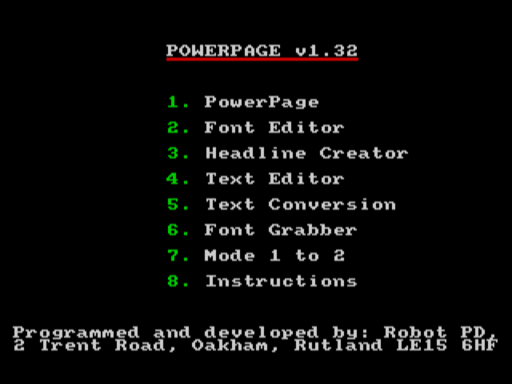 POWERPAGE v1.32
1. PowerPage
2. Font Editor
3. Headline Creator
4. Text Editor
5. Text Conversion
6. Font Grabber
7. Mode 1 to 2
8. Instructions
Programmed and developed by: Robot PD,
2 Trent Road, Oakham, Rutland LE15 6HF